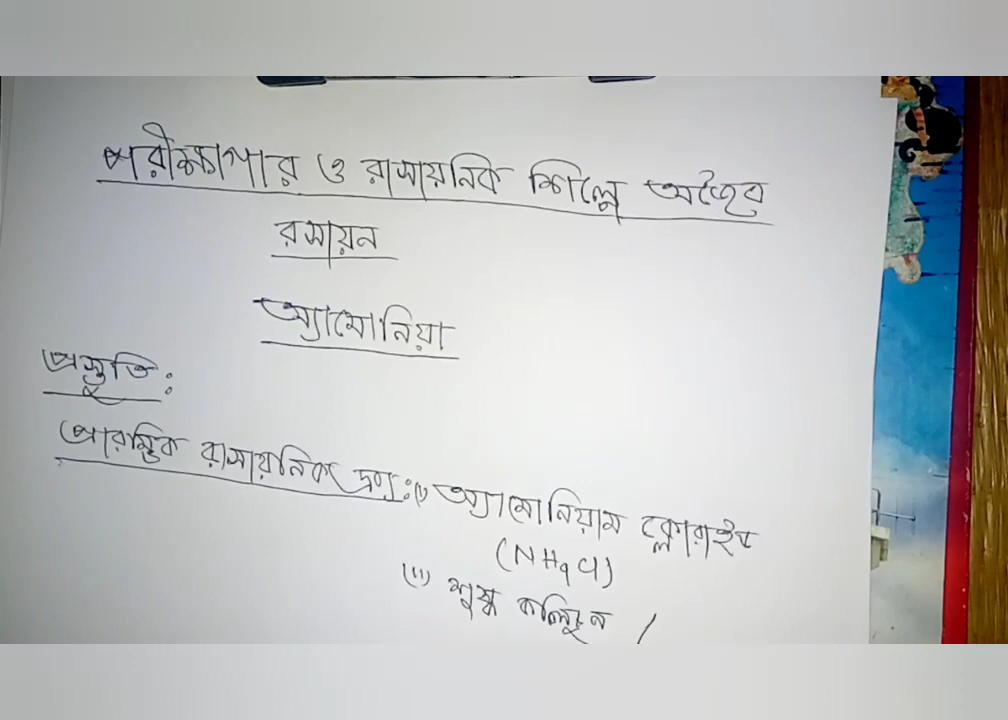 পরীক্ষাগার ও রাসায়নিক শিল্পে অজৈব
রসায়ন
অ্যামোনিয়া
প্রস্তুতি:
প্রারম্ভিক রাসায়নিক দ্রব্য: (i) অ্যামোনিয়াম ক্লোরাইড
(NH4Cl)
(ii) শুষ্ক কলিচুন